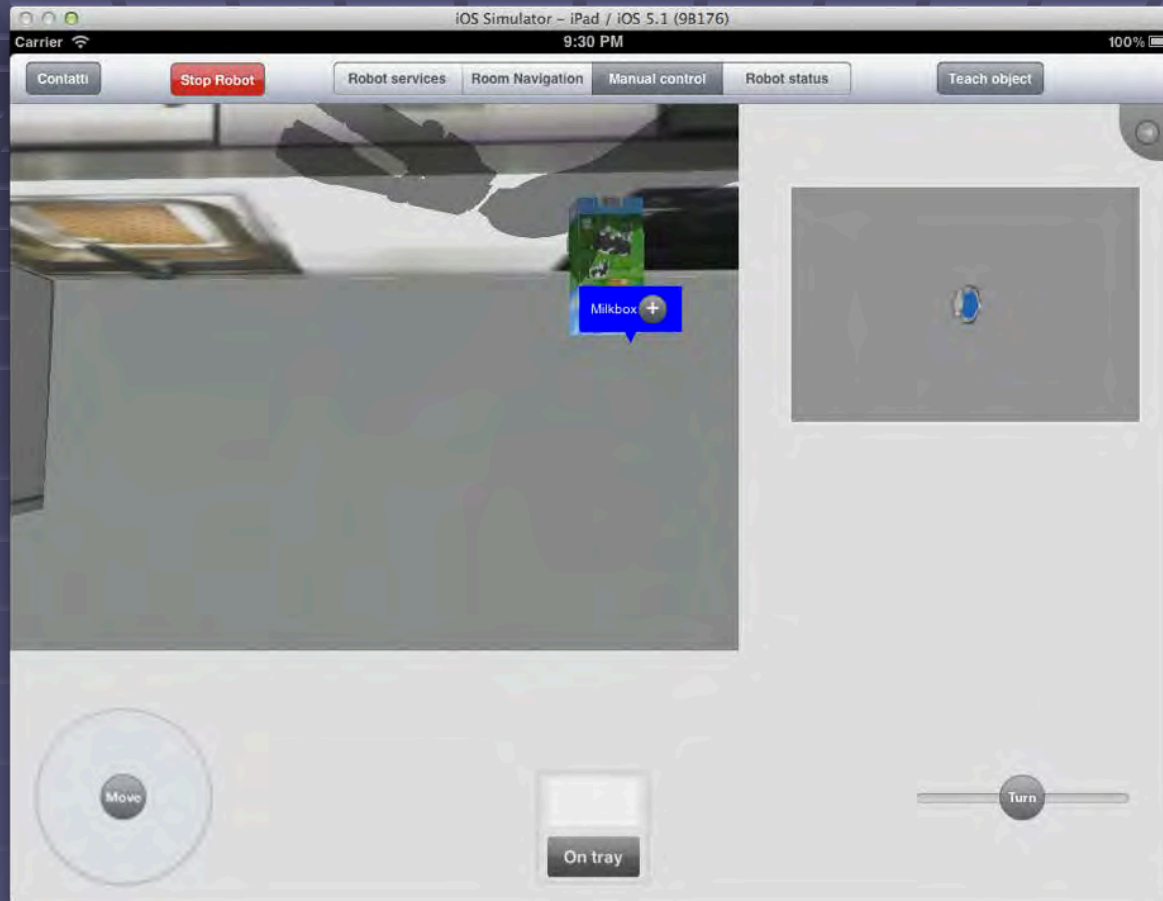 iOS Simulator – iPad / iOS 5.1 (9B176)
Carrier 9:30 PM 100%
Contatti Stop Robot Robot services Room Navigation Manual control Robot status Teach object
Milkbox +
Move
Turn
On tray